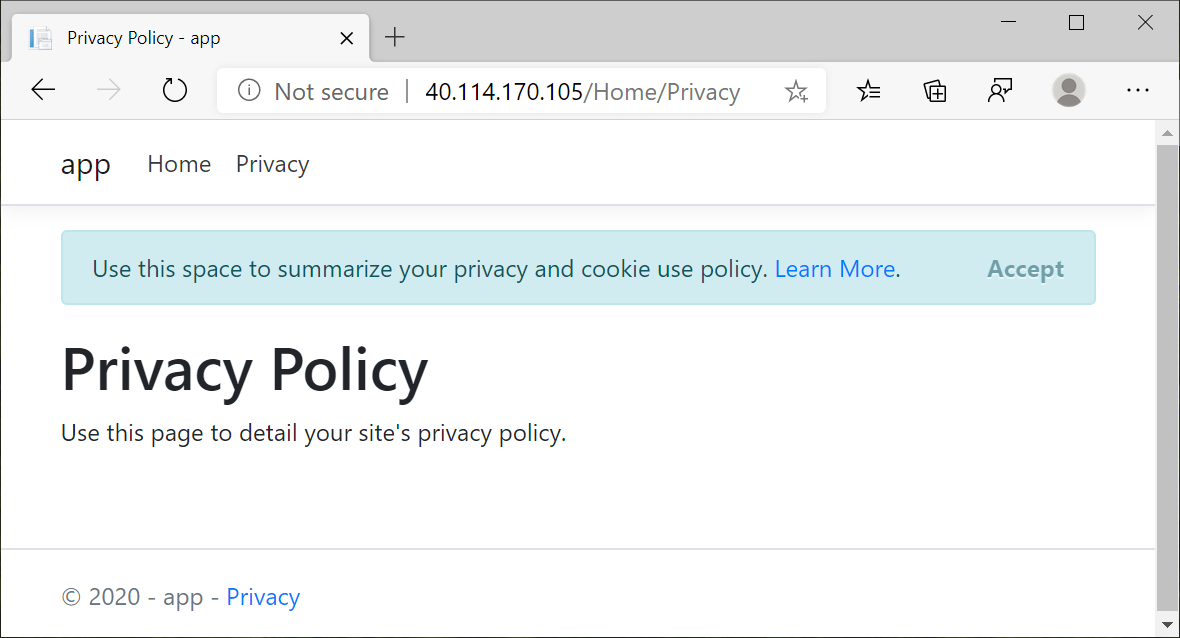 Privacy Policy - app
Not secure | 40.114.170.105/Home/Privacy
app Home Privacy
Use this space to summarize your privacy and cookie use policy. Learn More. Accept
Privacy Policy
Use this page to detail your site's privacy policy.
© 2020 - app - Privacy